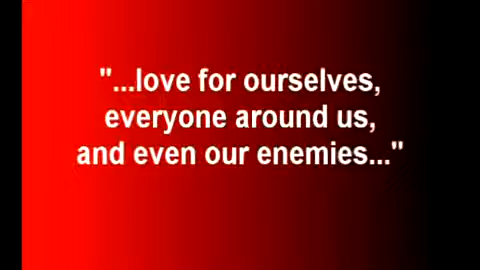 "...love for ourselves,
everyone around us,
and even our enemies..."